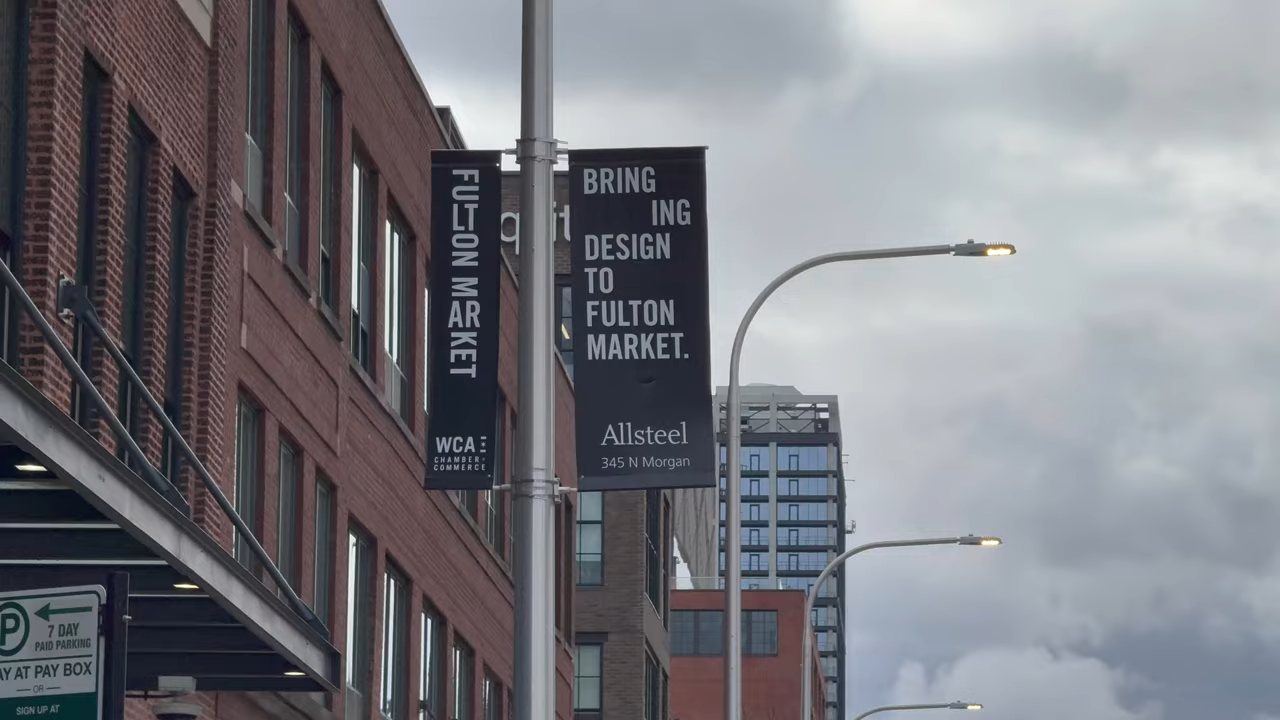 FULTON MARKET
WCA
CHAMBER+
COMMERCE
BRING
ING
DESIGN
TO
FULTON
MARKET.
Allsteel
345 N Morgan
P
7 DAY
PAID PARKING
AY AT PAY BOX
OR
SIGN UP AT